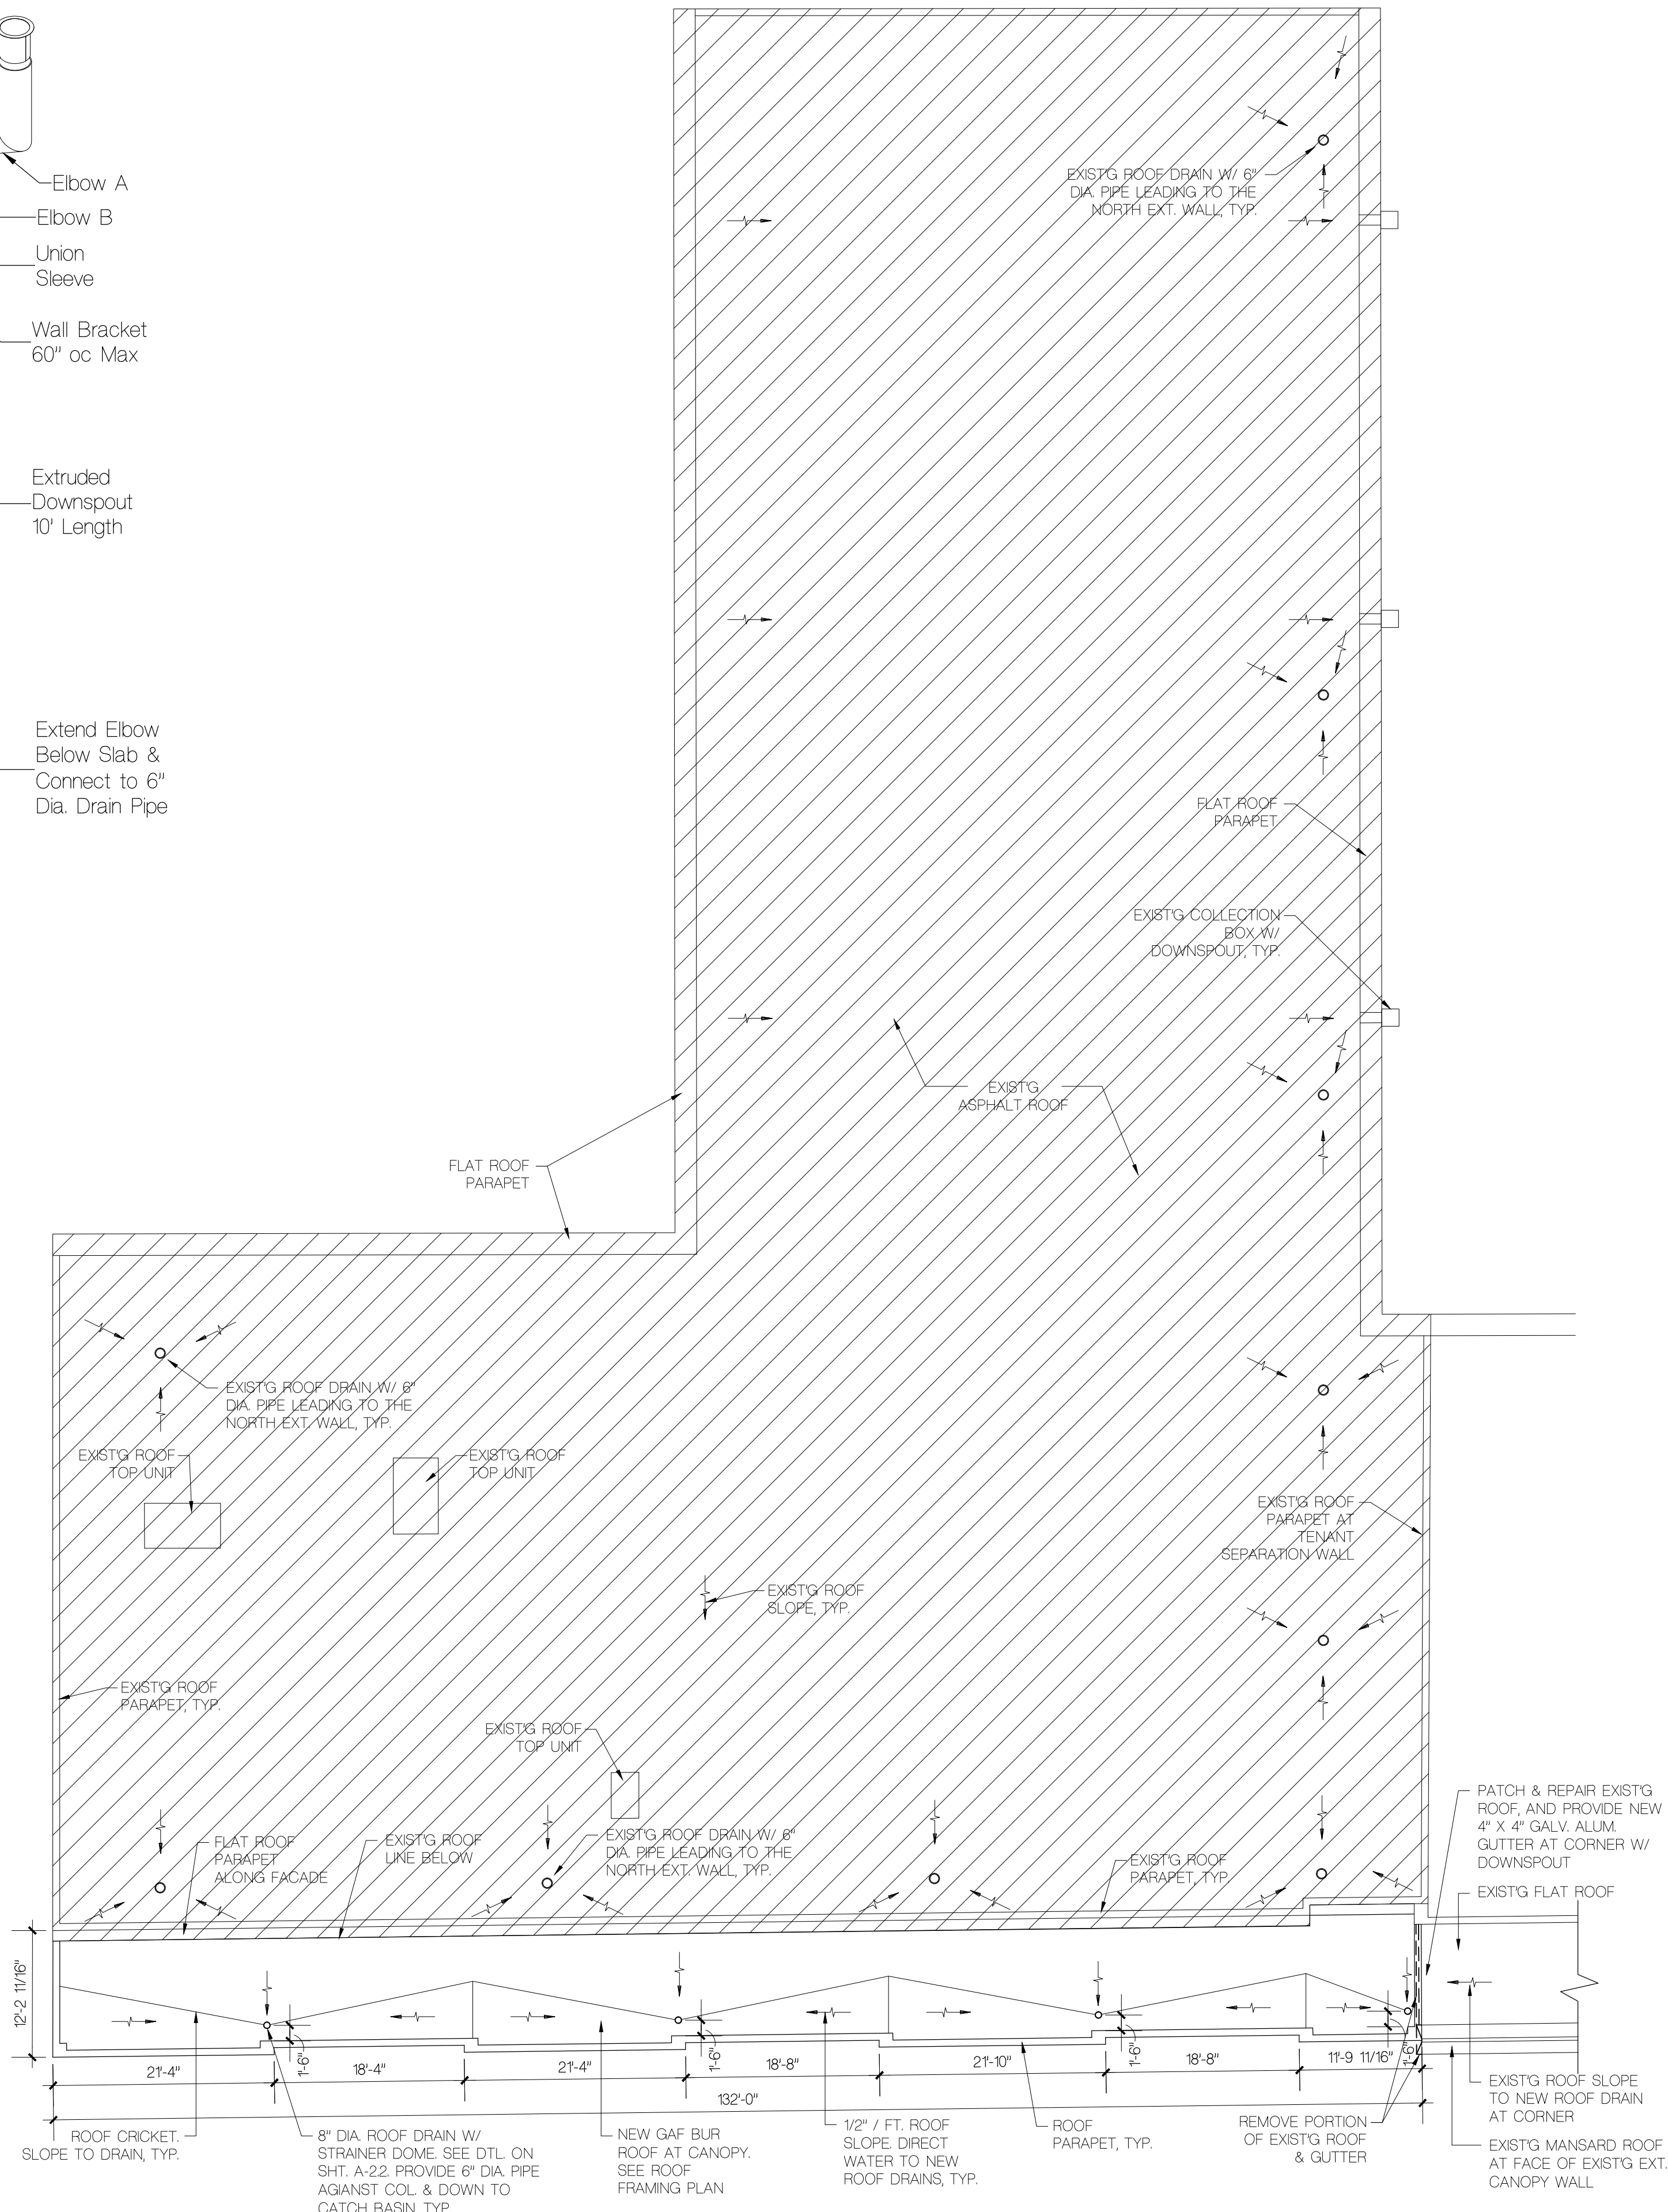 Elbow A
Elbow B
Union
Sleeve
Wall Bracket
60" oc Max
Extruded
Downspout
10' Length
Extend Elbow
Below Slab &
Connect to 6"
Dia. Drain Pipe
EXIST'G ROOF DRAIN W/ 6"
DIA. PIPE LEADING TO THE
NORTH EXT. WALL, TYP.
FLAT ROOF
PARAPET
EXIST'G COLLECTION
BOX W/
DOWNSPOUT, TYP.
EXIST'G
ASPHALT ROOF
FLAT ROOF
PARAPET
EXIST'G ROOF DRAIN W/ 6"
DIA. PIPE LEADING TO THE
NORTH EXT. WALL, TYP.
EXIST'G ROOF
TOP UNIT
EXIST'G ROOF
TOP UNIT
EXIST'G ROOF
PARAPET AT
TENANT
SEPARATION WALL
EXIST'G ROOF
SLOPE, TYP.
EXIST'G ROOF
PARAPET, TYP.
EXIST'G ROOF
TOP UNIT
FLAT ROOF
PARAPET
ALONG FACADE
EXIST'G ROOF
LINE BELOW
EXIST'G ROOF DRAIN W/ 6"
DIA. PIPE LEADING TO THE
NORTH EXT. WALL, TYP.
EXIST'G ROOF
PARAPET, TYP.
PATCH & REPAIR EXIST'G
ROOF, AND PROVIDE NEW
4" X 4" GALV. ALUM.
GUTTER AT CORNER W/
DOWNSPOUT
EXIST'G FLAT ROOF
12'-2 11/16"
21'-4"
1'-6"
18'-4"
21'-4"
1'-6"
18'-8"
21'-10"
1'-6"
18'-8"
11'-9 11/16"
1'-6"
132'-0"
ROOF CRICKET.
SLOPE TO DRAIN, TYP.
8" DIA. ROOF DRAIN W/
STRAINER DOME. SEE DTL. ON
SHT. A-2.2. PROVIDE 6" DIA. PIPE
AGIANST COL. & DOWN TO
CATCH BASIN, TYP.
NEW GAF BUR
ROOF AT CANOPY.
SEE ROOF
FRAMING PLAN
1/2" / FT. ROOF
SLOPE. DIRECT
WATER TO NEW
ROOF DRAINS, TYP.
ROOF
PARAPET, TYP.
REMOVE PORTION
OF EXIST'G ROOF
& GUTTER
EXIST'G ROOF SLOPE
TO NEW ROOF DRAIN
AT CORNER
EXIST'G MANSARD ROOF
AT FACE OF EXIST'G EXT.
CANOPY WALL